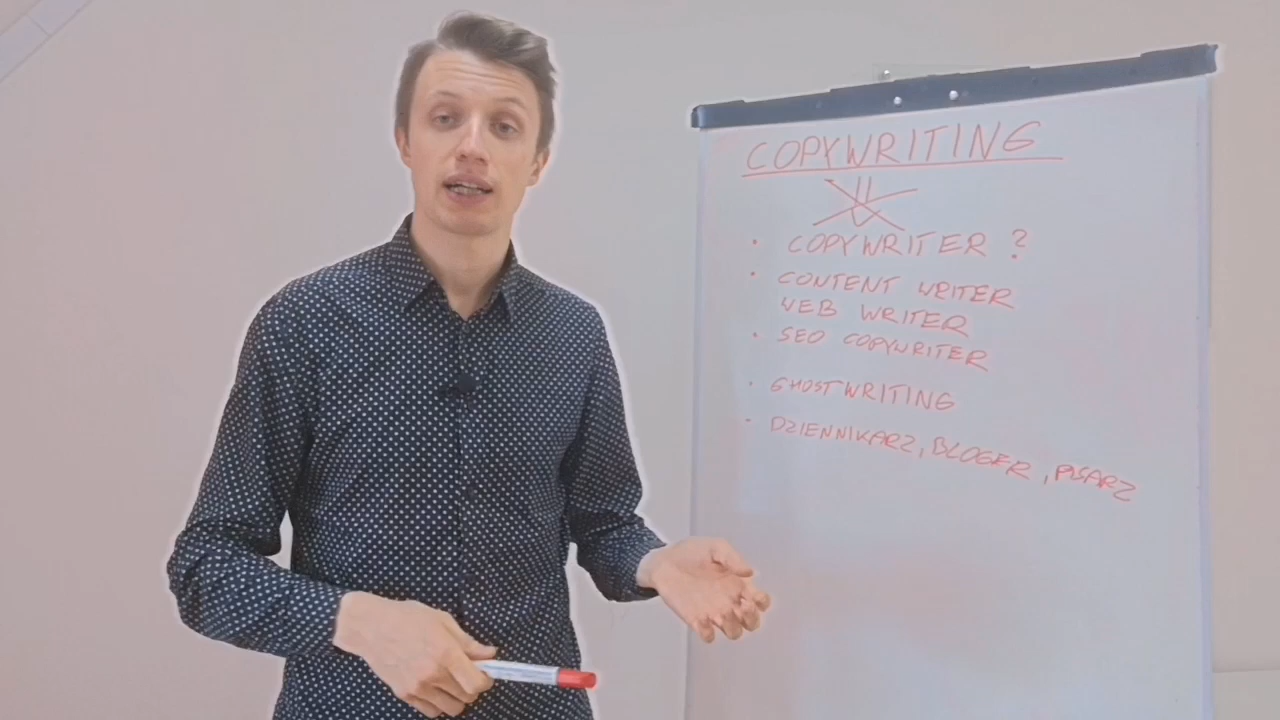 COPYWRITING
• COPYWRITER ?
• CONTENT WRITER
WEB WRITER
• SEO COPYWRITER
• GHOSTWRITING
• DZIENNIKARZ, BLOGER, PISARZ